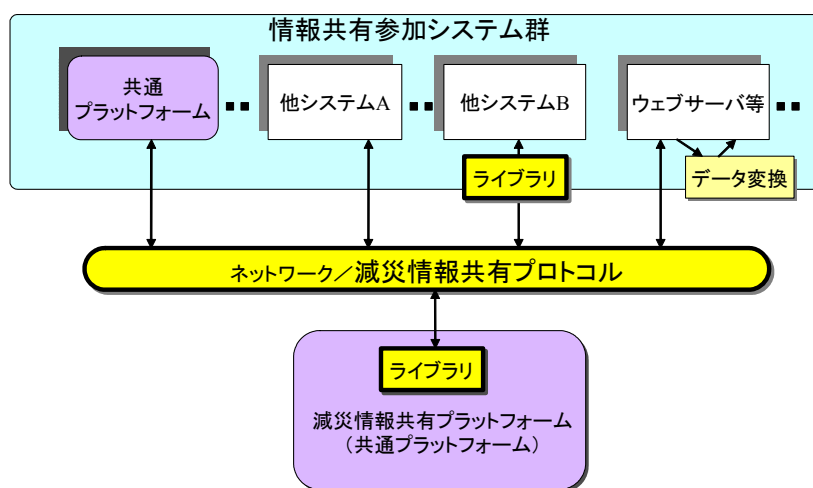 情報共有参加システム群
共通
プラットフォーム
他システムA
他システムB
ウェブサーバ等
ライブラリ
データ変換
ネットワーク／減災情報共有プロトコル
ライブラリ
減災情報共有プラットフォーム
（共通プラットフォーム）